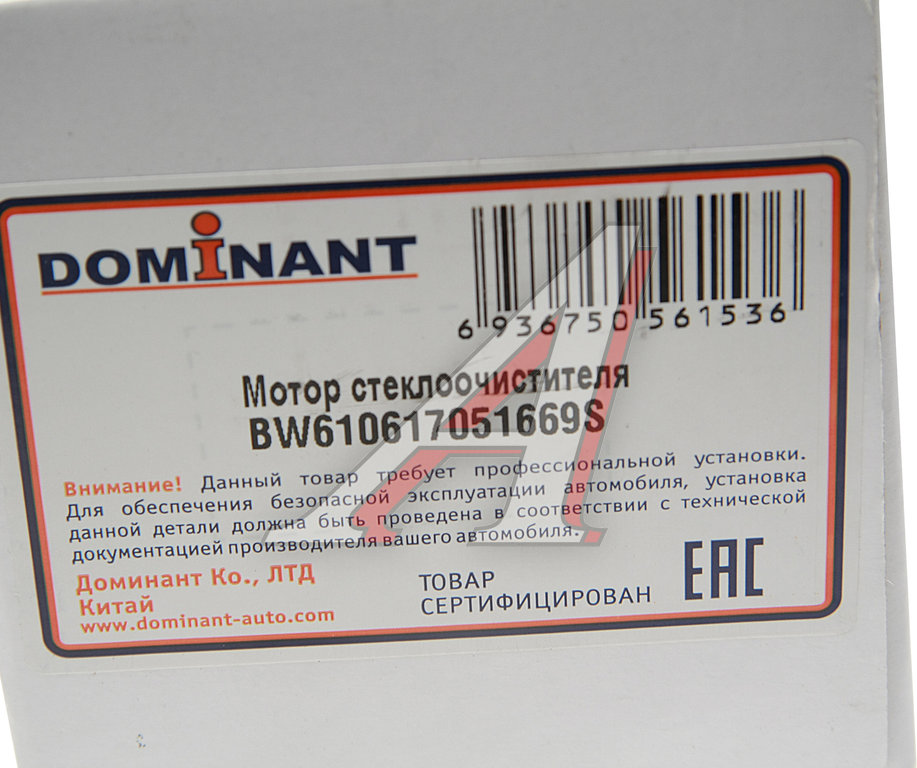 DOMiNANT
6 936750 561536
Мотор стеклоочистителя
BW610617051669S
Внимание! Данный товар требует профессиональной установки.
Для обеспечения безопасной эксплуатации автомобиля, установка
данной детали должна быть проведена в соответствии с технической
документацией производителя вашего автомобиля.
Доминант Ко., ЛТД
Китай
www.dominant-auto.com
ТОВАР
СЕРТИФИЦИРОВАН
EAC